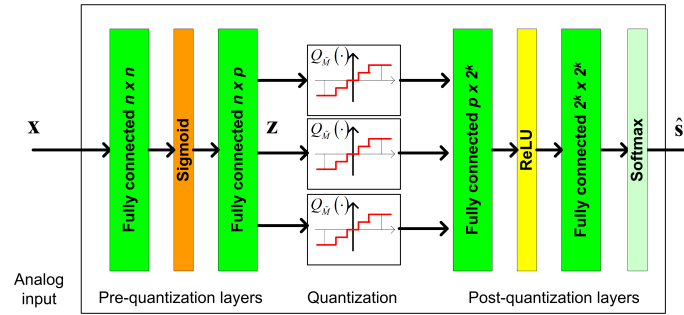 x
Fully connected n x n
Sigmoid
Fully connected n x p
z
Q_M̃(·)
Q_M̃(·)
Q_M̃(·)
Fully connected p x 2^k
ReLU
Fully connected 2^k x 2^k
Softmax
ŝ
Analog
input
Pre-quantization layers
Quantization
Post-quantization layers